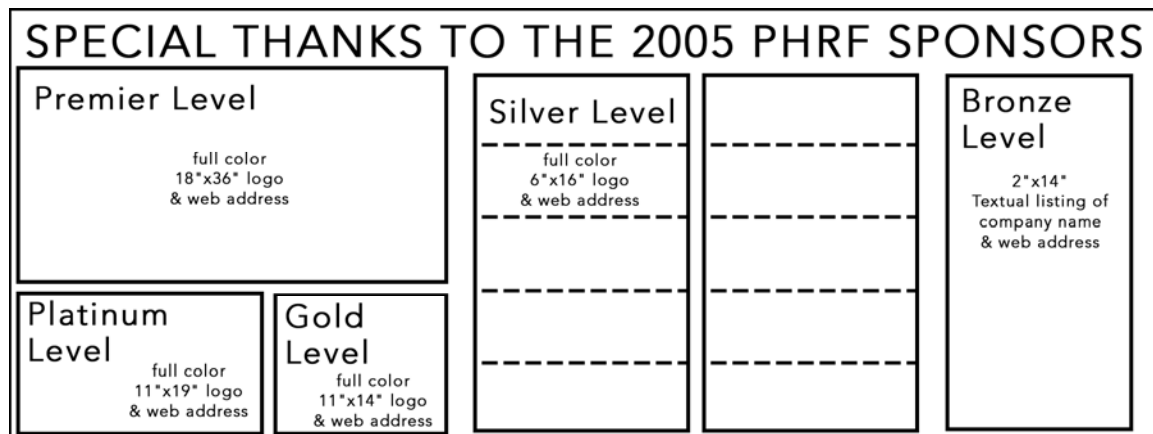 SPECIAL THANKS TO THE 2005 PHRF SPONSORS
Premier Level
full color
18"x36" logo
& web address
Platinum
Level
full color
11"x19" logo
& web address
Gold
Level
full color
11"x14" logo
& web address
Silver Level
full color
6"x16" logo
& web address
Bronze
Level
2"x14"
Textual listing of
company name
& web address